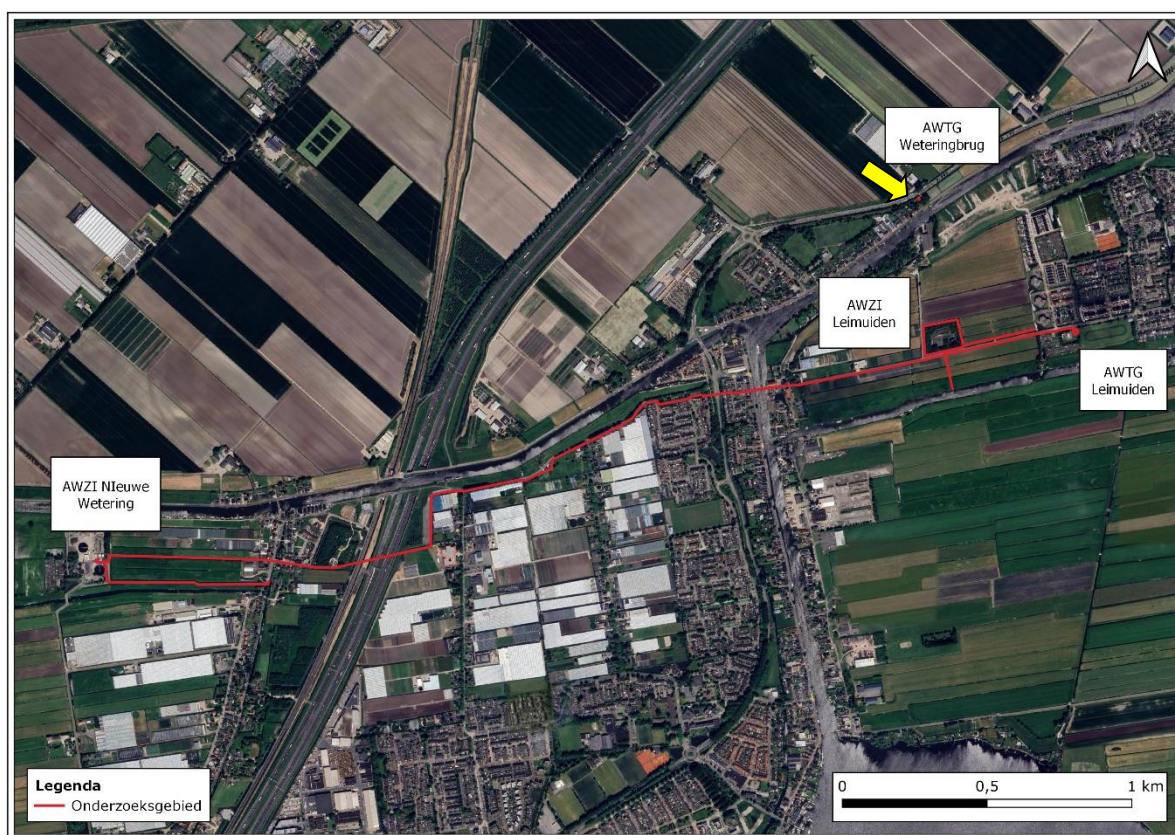 AWTG
Weteringbrug
AWZI
Leimuiden
AWTG
Leimuiden
AWZI NIeuwe
Wetering
Legenda
Onderzoeksgebied
0
0,5
1 km